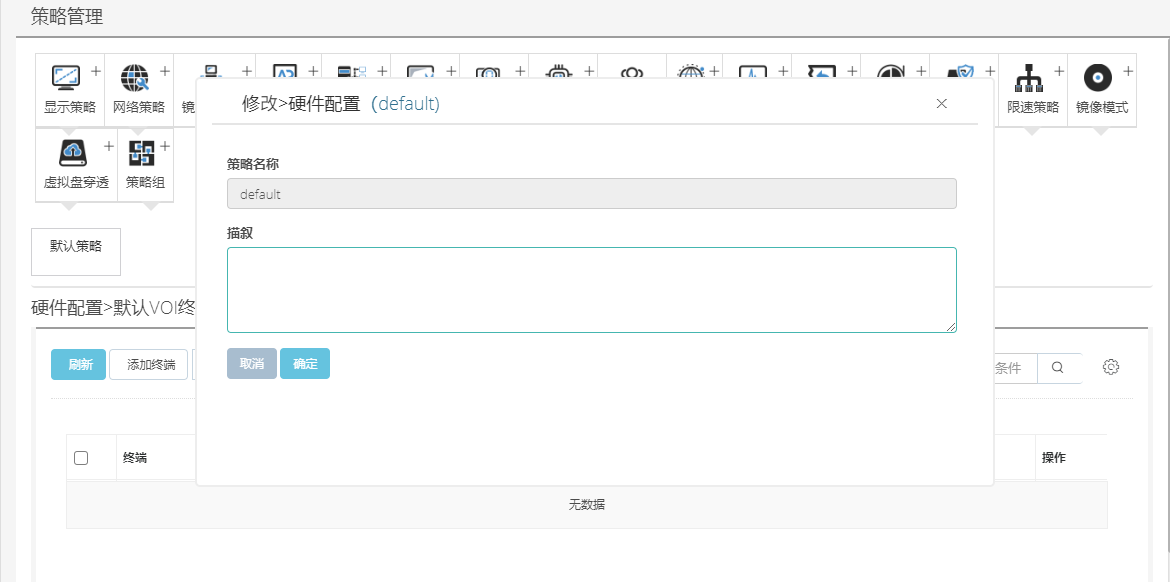 策略管理
显示策略
网络策略
镜
限速策略
镜像模式
修改>硬件配置（default)
虚拟盘穿透
策略组
策略名称
default
默认策略
描叙
硬件配置>默认VOI终
取消
确定
刷新
添加终端
条件
终端
操作
无数据